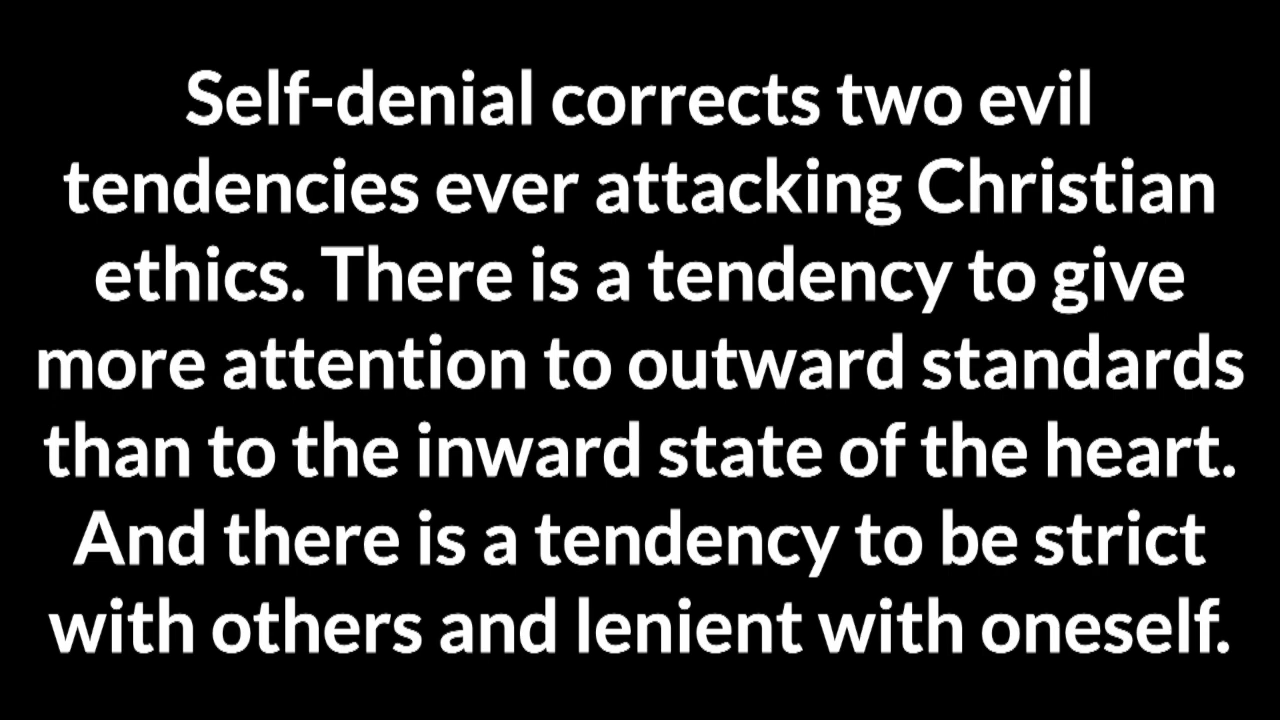 Self-denial corrects two evil
tendencies ever attacking Christian
ethics. There is a tendency to give
more attention to outward standards
than to the inward state of the heart.
And there is a tendency to be strict
with others and lenient with oneself.